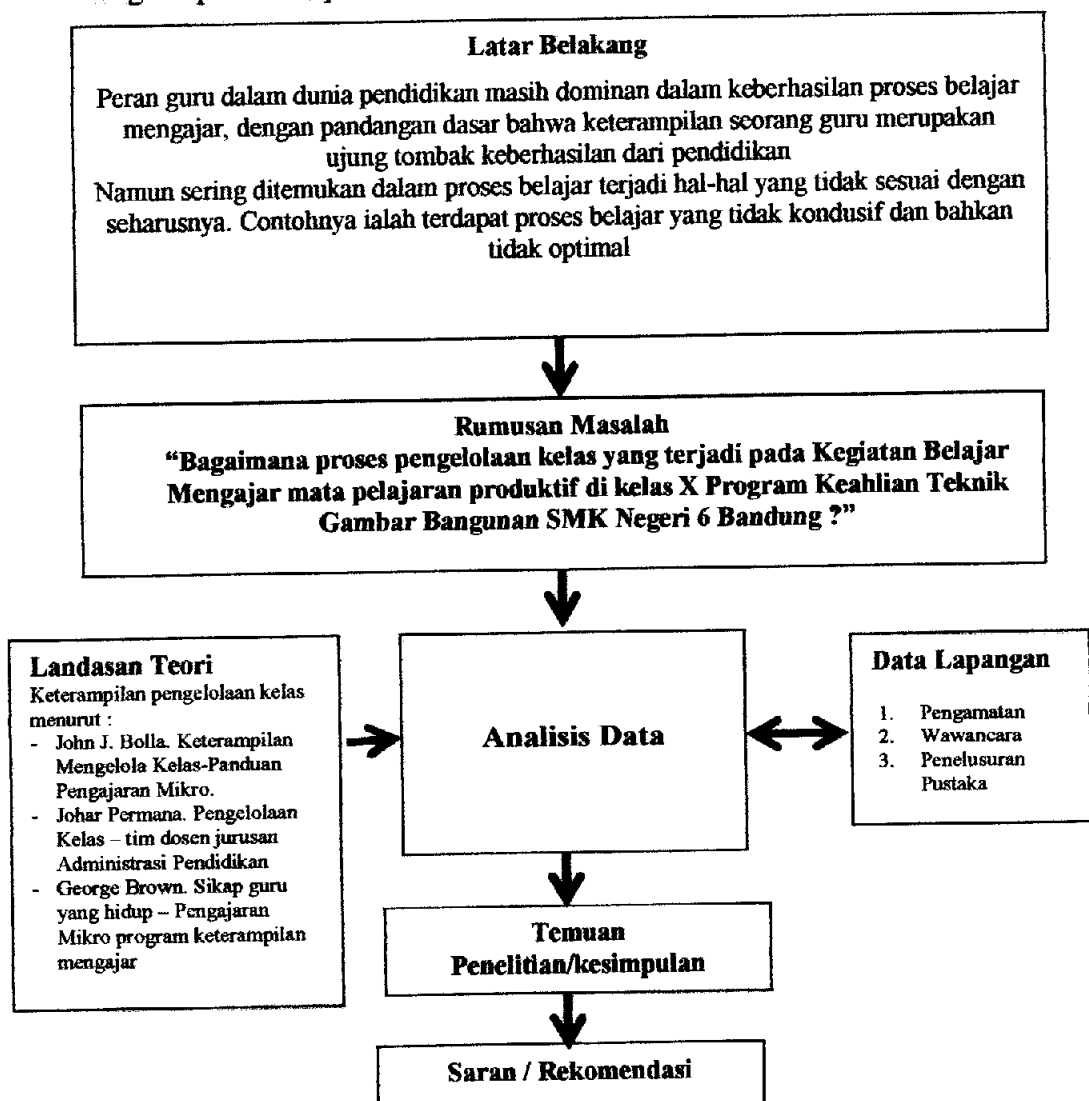 Latar Belakang
Peran guru dalam dunia pendidikan masih dominan dalam keberhasilan proses belajar
mengajar, dengan pandangan dasar bahwa keterampilan seorang guru merupakan
ujung tombak keberhasilan dari pendidikan
Namun sering ditemukan dalam proses belajar terjadi hal-hal yang tidak sesuai dengan
seharusnya. Contohnya ialah terdapat proses belajar yang tidak kondusif dan bahkan
tidak optimal
Rumusan Masalah
“Bagaimana proses pengelolaan kelas yang terjadi pada Kegiatan Belajar
Mengajar mata pelajaran produktif di kelas X Program Keahlian Teknik
Gambar Bangunan SMK Negeri 6 Bandung ?”
Landasan Teori
Keterampilan pengelolaan kelas
menurut :
- John J. Bolla. Keterampilan
Mengelola Kelas-Panduan
Pengajaran Mikro.
- Johar Permana. Pengelolaan
Kelas – tim dosen jurusan
Administrasi Pendidikan
- George Brown. Sikap guru
yang hidup – Pengajaran
Mikro program keterampilan
mengajar
Analisis Data
Data Lapangan
1. Pengamatan
2. Wawancara
3. Penelusuran
Pustaka
Temuan
Penelitian/kesimpulan
Saran / Rekomendasi